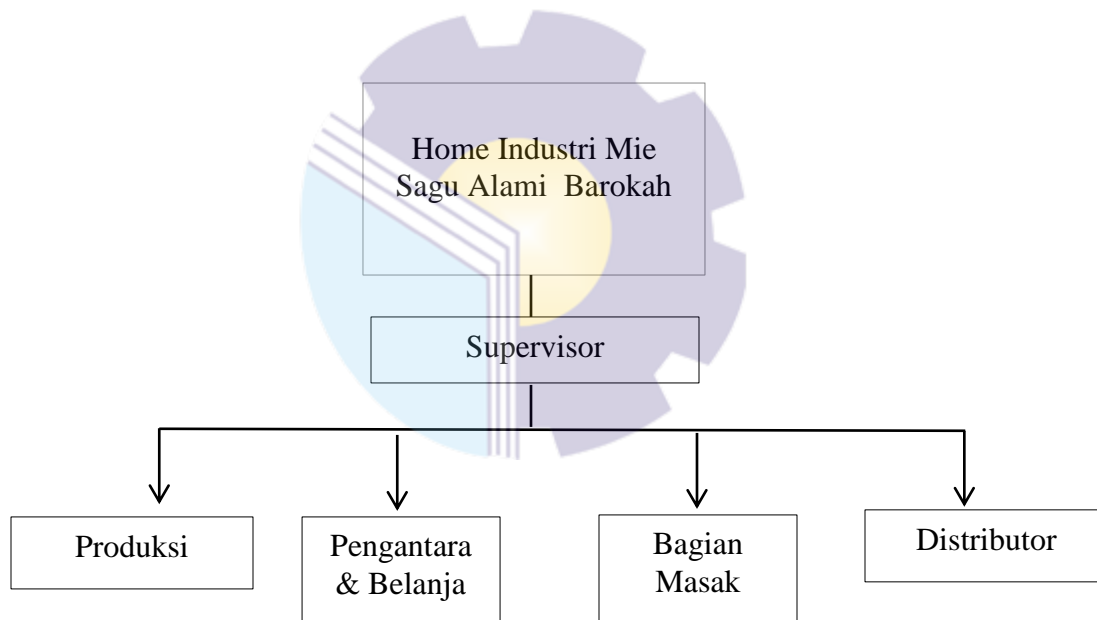 Home Industri Mie
Sagu Alami Barokah
Supervisor
Produksi
Pengantara
& Belanja
Bagian
Masak
Distributor